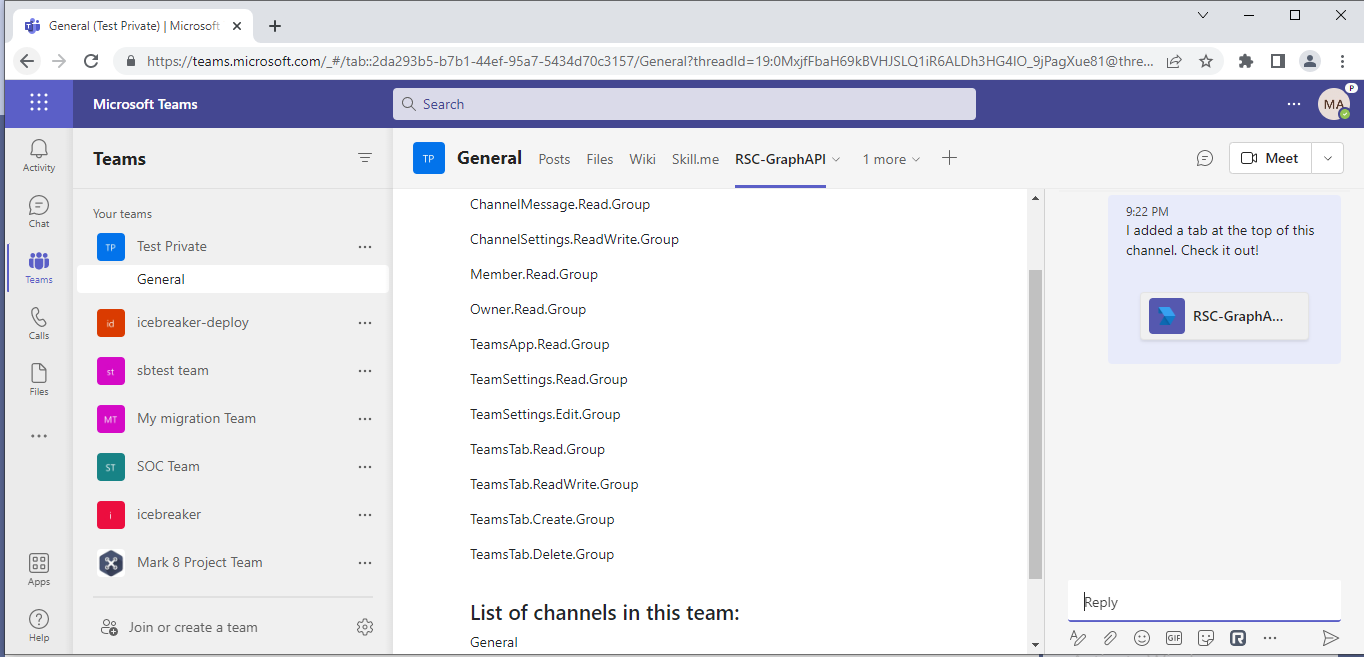 General (Test Private) | Microsoft
https://teams.microsoft.com/_#/tab::2da293b5-b7b1-44ef-95a7-5434d70c3157/General?threadId=19:0MxjfFbaH69kBVHJSLQ1iR6ALDh3HG4lO_9jPagXue81@thre...
Microsoft Teams
Search
MA
P
Activity
Chat
Teams
Calls
Files
Apps
Help
Teams
Your teams
TP Test Private
General
id icebreaker-deploy
st sbtest team
MT My migration Team
ST SOC Team
i icebreaker
Mark 8 Project Team
Join or create a team
TP General Posts Files Wiki Skill.me RSC-GraphAPI 1 more
Meet
ChannelMessage.Read.Group
ChannelSettings.ReadWrite.Group
Member.Read.Group
Owner.Read.Group
TeamsApp.Read.Group
TeamSettings.Read.Group
TeamSettings.Edit.Group
TeamsTab.Read.Group
TeamsTab.ReadWrite.Group
TeamsTab.Create.Group
TeamsTab.Delete.Group
List of channels in this team:
General
9:22 PM
I added a tab at the top of this
channel. Check it out!
RSC-GraphA...
Reply
GIF
R